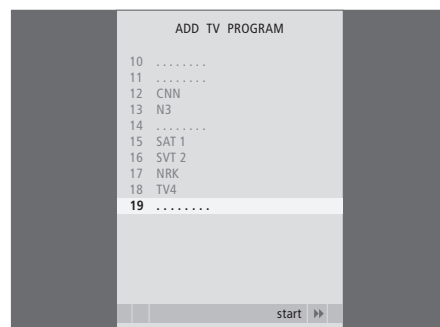 ADD TV PROGRAM
10 ........
11 ........
12 CNN
13 N3
14 ........
15 SAT 1
16 SVT 2
17 NRK
18 TV4
19 ........
start